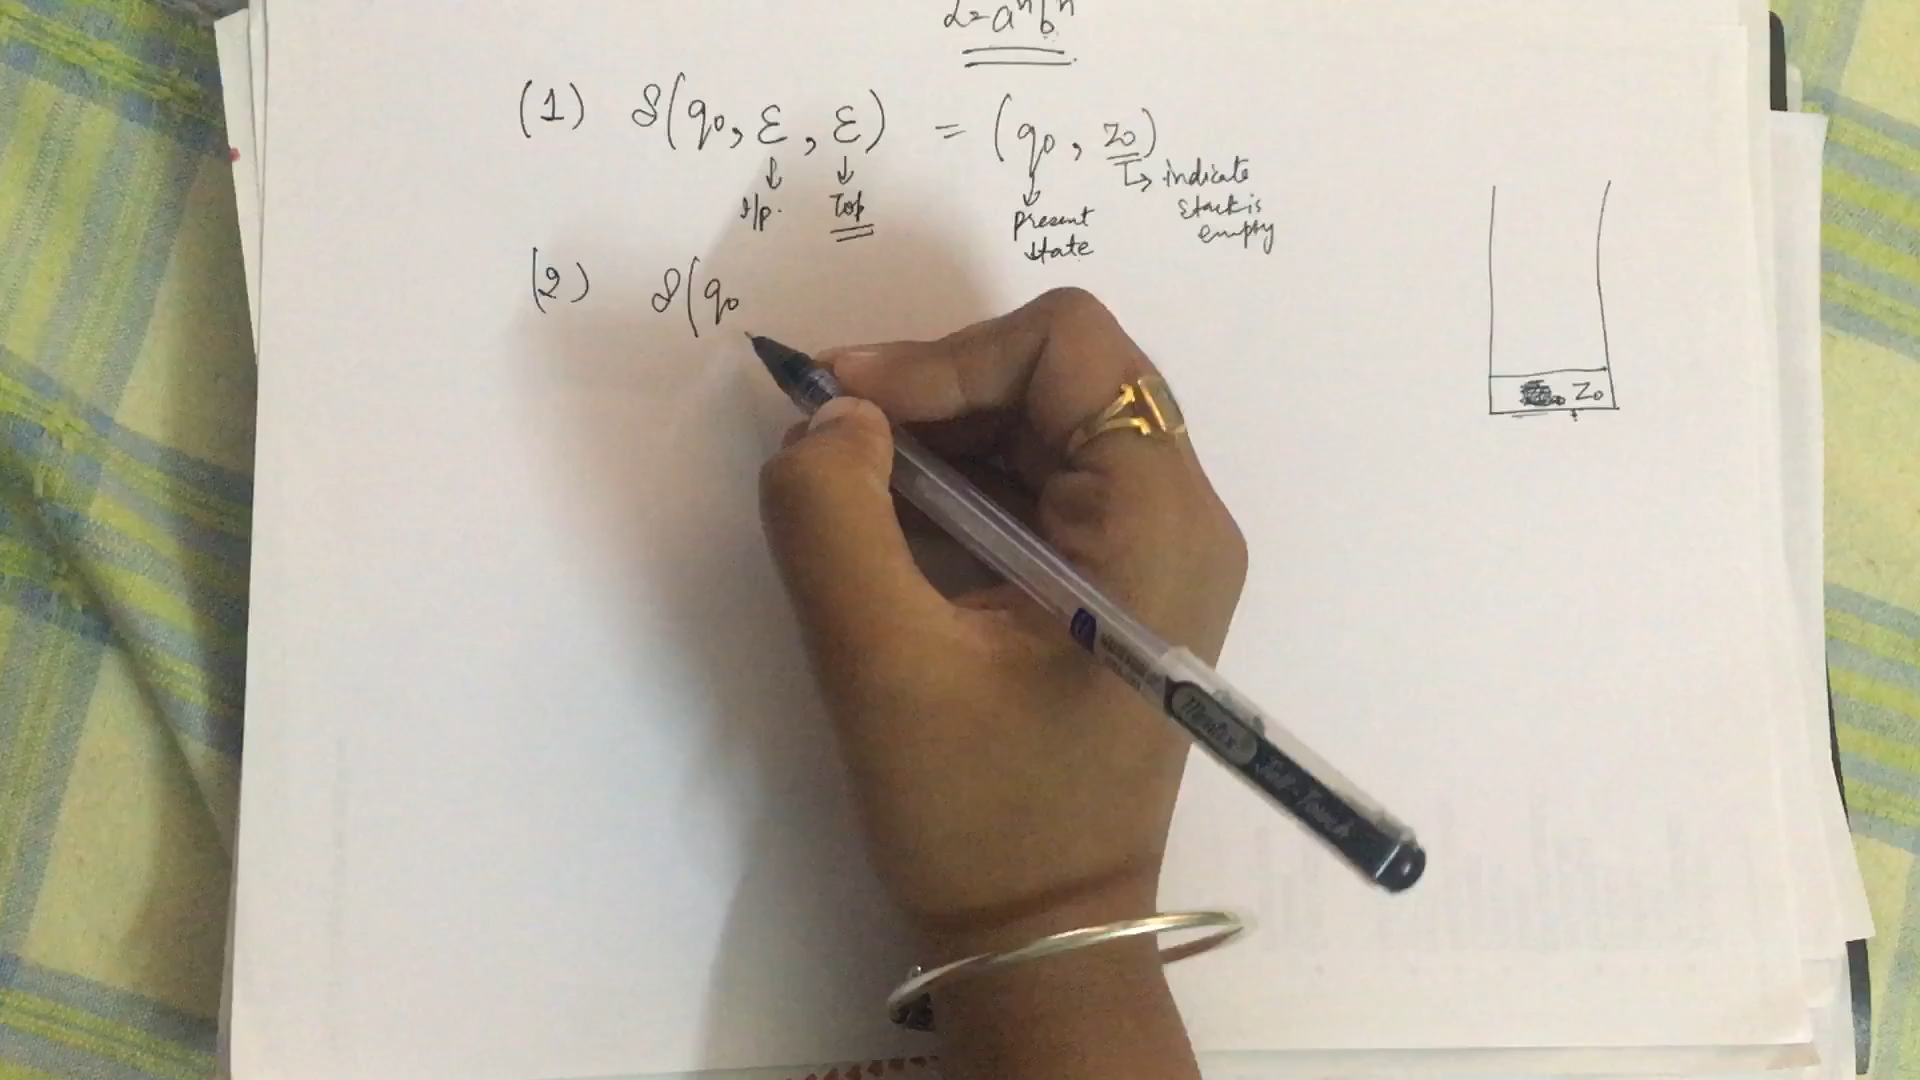 L = aⁿbⁿ
(1) δ(q₀, ε, ε) = (q₀, z₀)
↓ ↓ ↓ ↳ indicate
I/p. Top present stack is
state empty
(2) δ(q₀
Z₀